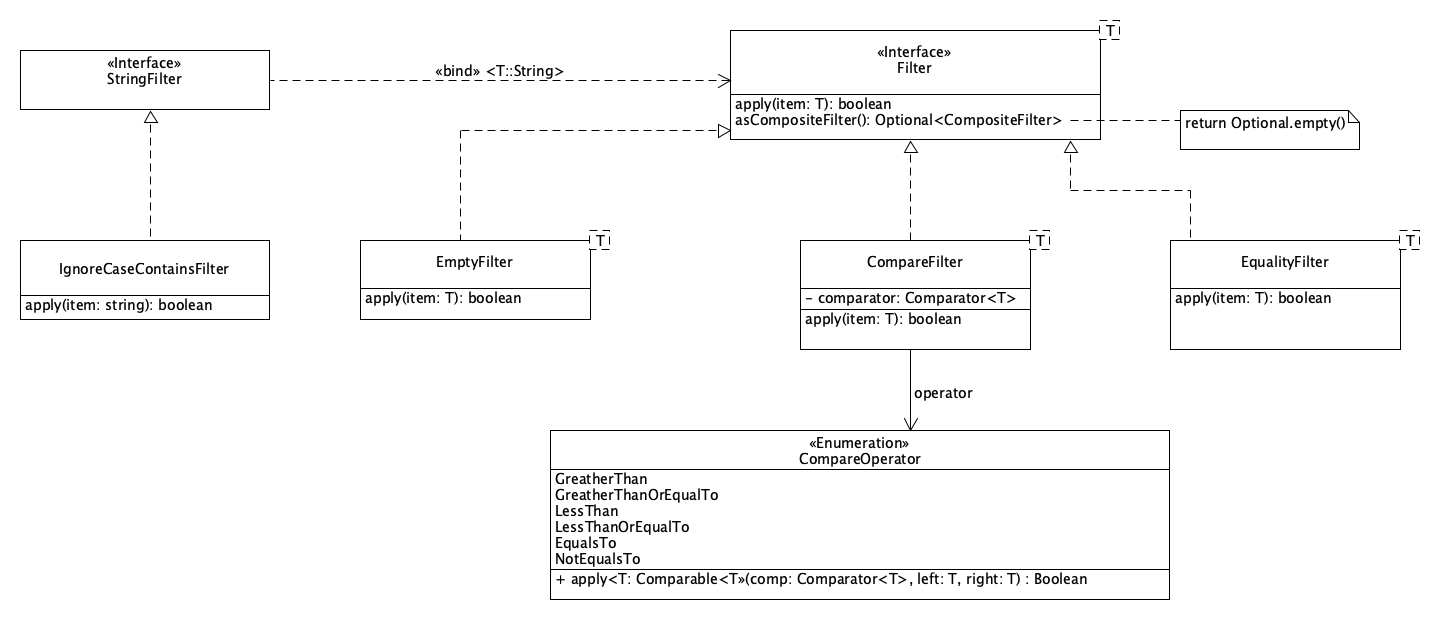 «Interface»
StringFilter
«bind» <T::String>
T
«Interface»
Filter
apply(item: T): boolean
asCompositeFilter(): Optional<CompositeFilter>
return Optional.empty()
IgnoreCaseContainsFilter
apply(item: string): boolean
T
EmptyFilter
apply(item: T): boolean
T
CompareFilter
- comparator: Comparator<T>
apply(item: T): boolean
T
EqualityFilter
apply(item: T): boolean
operator
«Enumeration»
CompareOperator
GreatherThan
GreatherThanOrEqualTo
LessThan
LessThanOrEqualTo
EqualsTo
NotEqualsTo
+ apply<T: Comparable<T»(comp: Comparator<T>, left: T, right: T) : Boolean